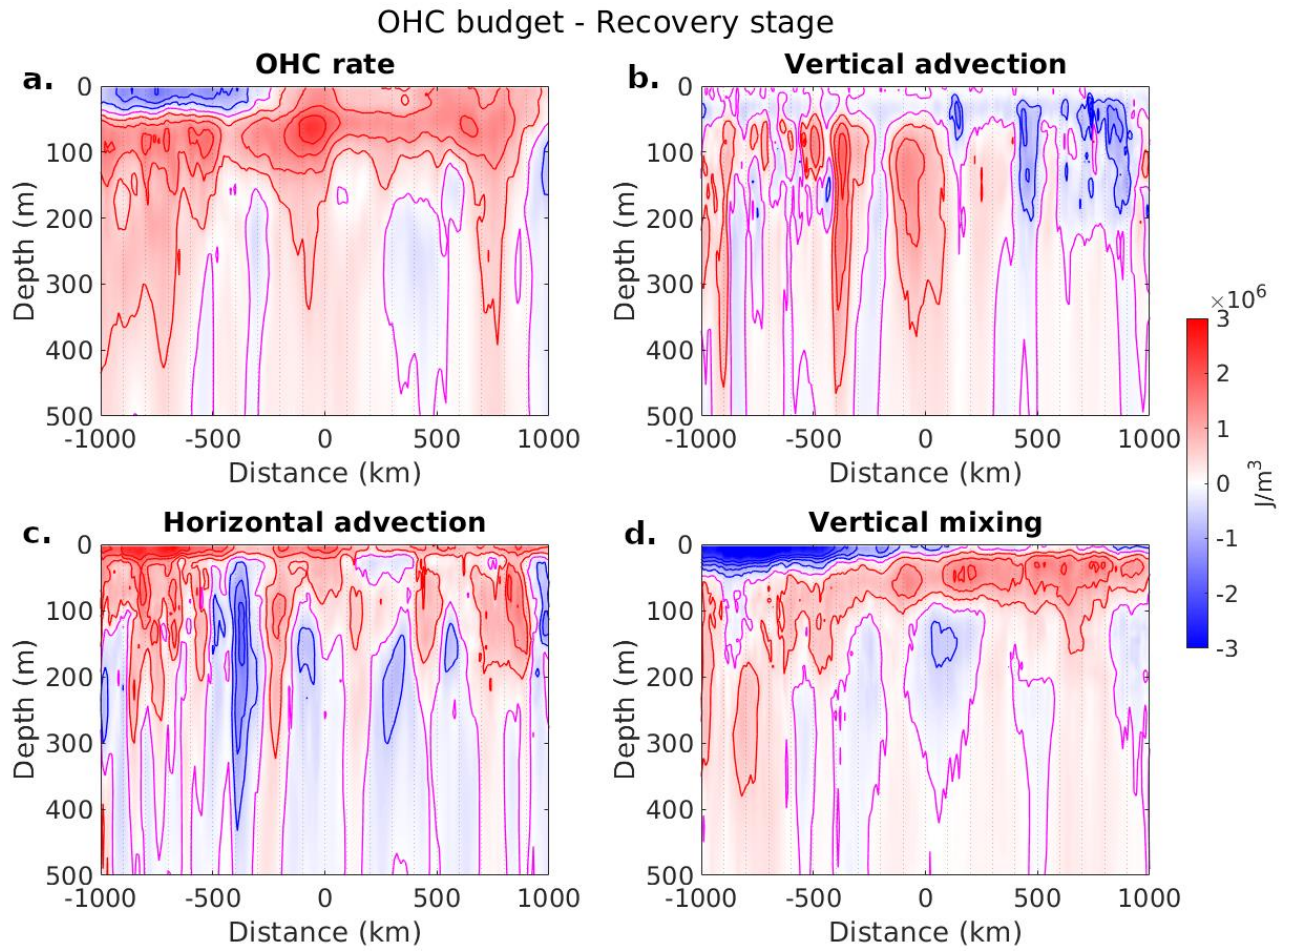 OHC budget - Recovery stage
a.
OHC rate
0
100
200
300
400
500
Depth (m)
-1000
-500
0
500
1000
Distance (km)
b.
Vertical advection
0
100
200
300
400
500
Depth (m)
-1000
-500
0
500
1000
Distance (km)
×10⁶
3
2
1
0
-1
-2
-3
J/m³
c.
Horizontal advection
0
100
200
300
400
500
Depth (m)
-1000
-500
0
500
1000
Distance (km)
d.
Vertical mixing
0
100
200
300
400
500
Depth (m)
-1000
-500
0
500
1000
Distance (km)